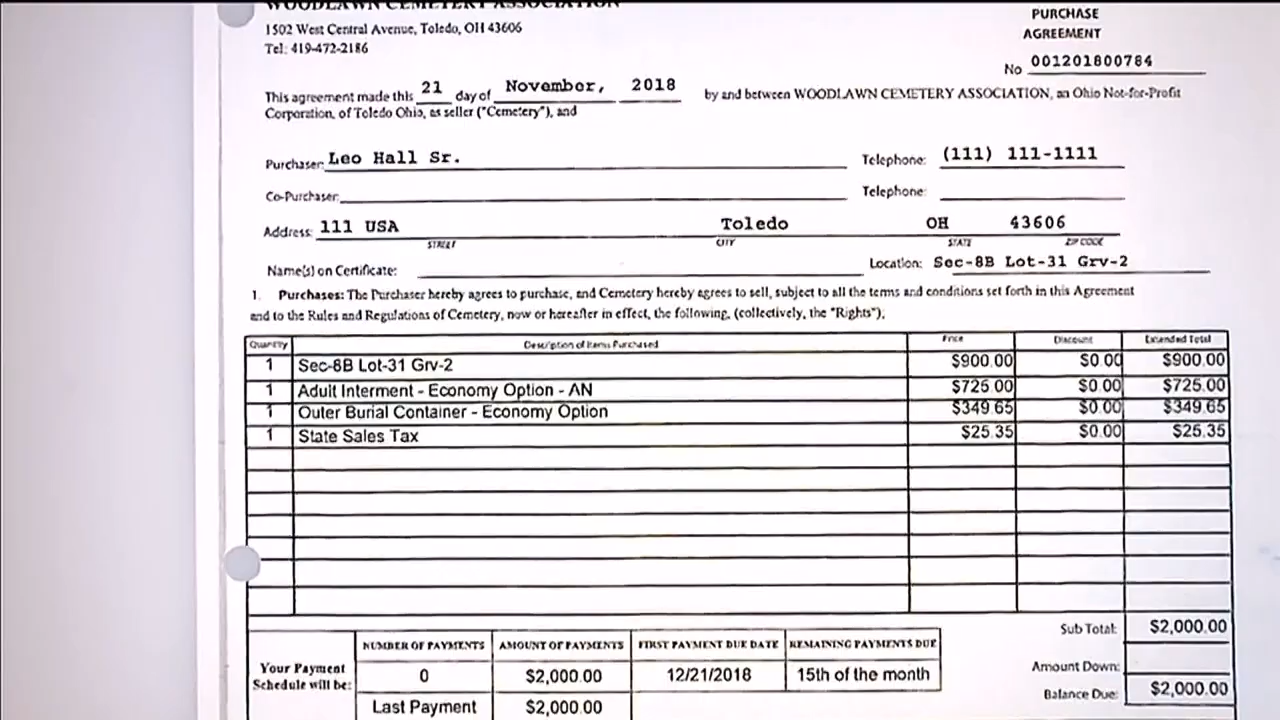 WOODLAWN CEMETERY ASSOCIATION
1502 West Central Avenue, Toledo, OH 43606
Tel: 419-472-2186
PURCHASE
AGREEMENT
No 001201800784
This agreement made this 21 day of November, 2018 by and between WOODLAWN CEMETERY ASSOCIATION, an Ohio Not-for-Profit
Corporation, of Toledo Ohio, as seller ("Cemetery"), and
Purchaser: Leo Hall Sr. Telephone: (111) 111-1111
Co-Purchaser: Telephone:
Address: 111 USA Toledo OH 43606
STREET CITY STATE ZIP CODE
Name(s) on Certificate: Location: Sec-8B Lot-31 Grv-2
1. Purchases: The Purchaser hereby agrees to purchase, and Cemetery hereby agrees to sell, subject to all the terms and conditions set forth in this Agreement
and to the Rules and Regulations of Cemetery, now or hereafter in effect, the following, (collectively, the "Rights"),
Quantity Description of Items Purchased Price Discount Extended Total
1 Sec-8B Lot-31 Grv-2 $900.00 $0.00 $900.00
1 Adult Interment - Economy Option - AN $725.00 $0.00 $725.00
1 Outer Burial Container - Economy Option $349.65 $0.00 $349.65
1 State Sales Tax $25.35 $0.00 $25.35
Sub Total: $2,000.00
Amount Down:
Balance Due: $2,000.00
Your Payment
Schedule will be:
NUMBER OF PAYMENTS AMOUNT OF PAYMENTS FIRST PAYMENT DUE DATE REMAINING PAYMENTS DUE
0 $2,000.00 12/21/2018 15th of the month
Last Payment $2,000.00